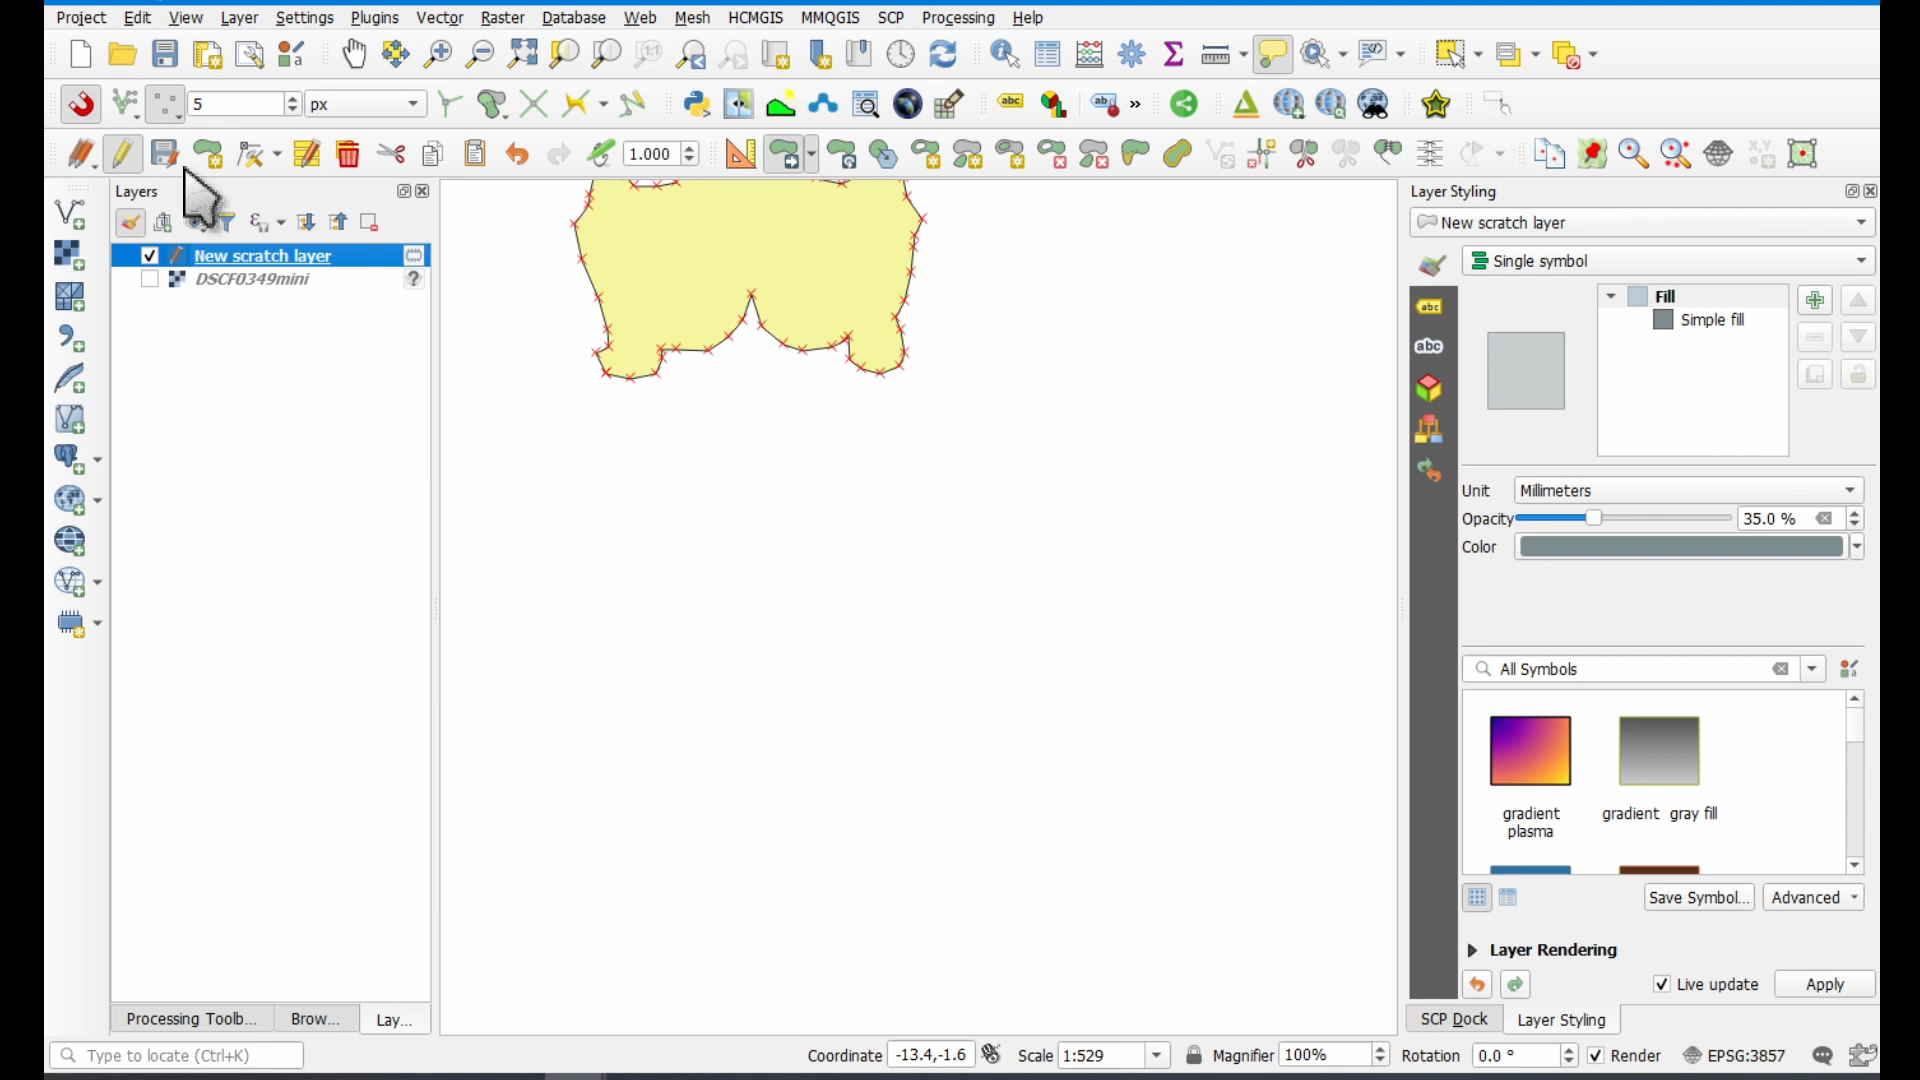 Project Edit View Layer Settings Plugins Vector Raster Database Web Mesh HCMGIS MMQGIS SCP Processing Help
5 px abc ab »
1.000 X,Y
Layers
ε
New scratch layer
DSCF0349mini
?
Layer Styling
New scratch layer
Single symbol
abc
abc
Fill
Simple fill
Unit Millimeters
Opacity 35.0 %
Color
All Symbols
gradient plasma
gradient gray fill
Save Symbol... Advanced
Layer Rendering
Live update Apply
Processing Toolb... Brow... Lay...
SCP Dock Layer Styling
Type to locate (Ctrl+K) Coordinate -13.4,-1.6 Scale 1:529 Magnifier 100% Rotation 0.0 ° Render EPSG:3857